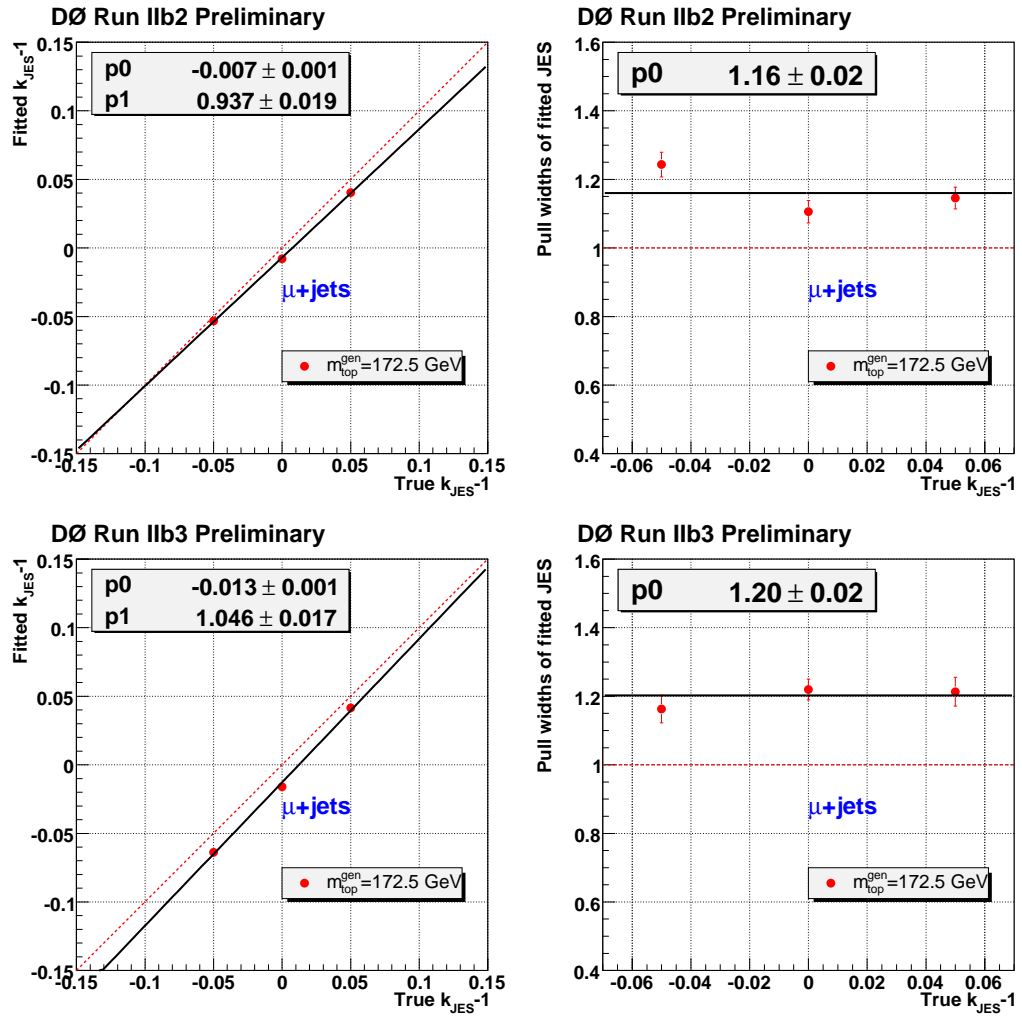 DØ Run IIb2 Preliminary
Fitted k_JES-1
p0 -0.007 ± 0.001
p1 0.937 ± 0.019
0.15
0.1
0.05
0
-0.05
-0.1
-0.15
μ+jets
m_top^gen=172.5 GeV
-0.15 -0.1 -0.05 0 0.05 0.1 0.15
True k_JES-1
DØ Run IIb2 Preliminary
Pull widths of fitted JES
p0 1.16 ± 0.02
1.6
1.4
1.2
1
0.8
0.6
0.4
μ+jets
m_top^gen=172.5 GeV
-0.06 -0.04 -0.02 0 0.02 0.04 0.06
True k_JES-1
DØ Run IIb3 Preliminary
Fitted k_JES-1
p0 -0.013 ± 0.001
p1 1.046 ± 0.017
0.15
0.1
0.05
0
-0.05
-0.1
-0.15
μ+jets
m_top^gen=172.5 GeV
-0.15 -0.1 -0.05 0 0.05 0.1 0.15
True k_JES-1
DØ Run IIb3 Preliminary
Pull widths of fitted JES
p0 1.20 ± 0.02
1.6
1.4
1.2
1
0.8
0.6
0.4
μ+jets
m_top^gen=172.5 GeV
-0.06 -0.04 -0.02 0 0.02 0.04 0.06
True k_JES-1